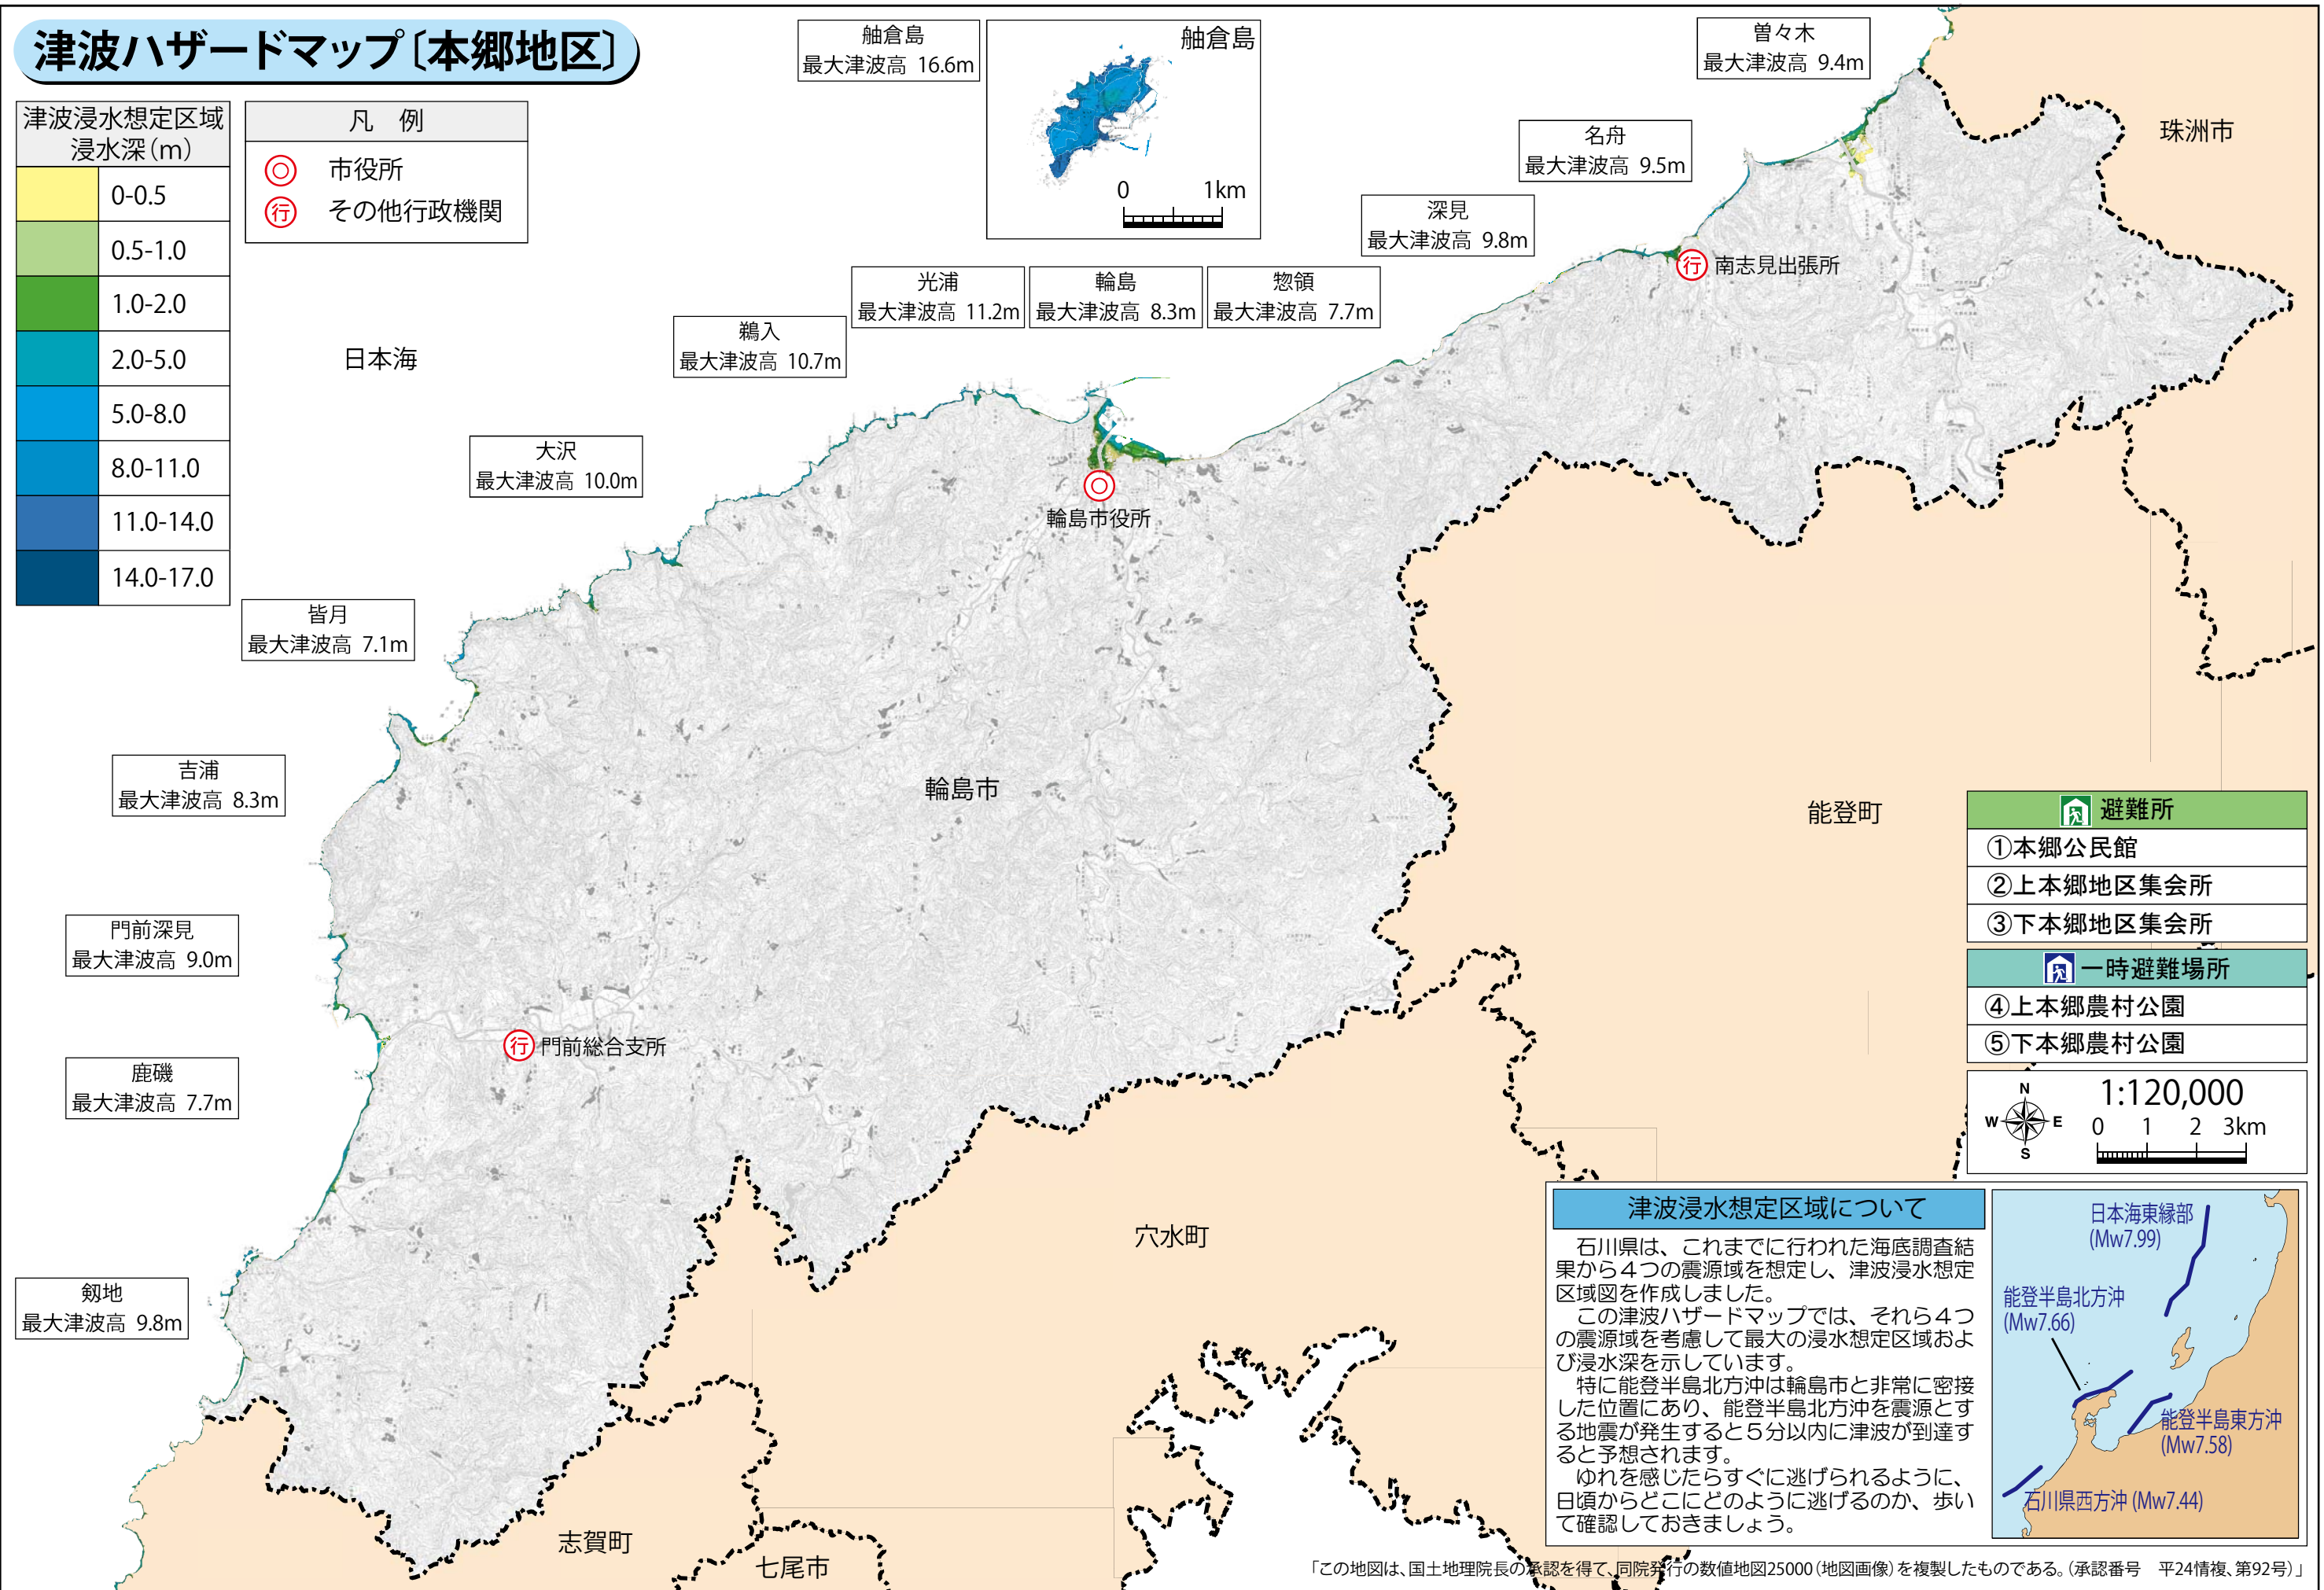 津波ハザードマップ〔本郷地区〕
津波浸水想定区域
浸水深(m)
0-0.5
0.5-1.0
1.0-2.0
2.0-5.0
5.0-8.0
8.0-11.0
11.0-14.0
14.0-17.0
凡 例
市役所
行 その他行政機関
日本海
舳倉島
最大津波高 16.6m
舳倉島
0 1km
曽々木
最大津波高 9.4m
名舟
最大津波高 9.5m
深見
最大津波高 9.8m
光浦
最大津波高 11.2m
輪島
最大津波高 8.3m
惣領
最大津波高 7.7m
鵜入
最大津波高 10.7m
大沢
最大津波高 10.0m
皆月
最大津波高 7.1m
吉浦
最大津波高 8.3m
門前深見
最大津波高 9.0m
鹿磯
最大津波高 7.7m
剱地
最大津波高 9.8m
珠洲市
行 南志見出張所
輪島市役所
輪島市
行 門前総合支所
能登町
穴水町
志賀町
七尾市
避難所
①本郷公民館
②上本郷地区集会所
③下本郷地区集会所
一時避難場所
④上本郷農村公園
⑤下本郷農村公園
N
W E
S
1:120,000
0 1 2 3km
津波浸水想定区域について
石川県は、これまでに行われた海底調査結
果から4つの震源域を想定し、津波浸水想定
区域図を作成しました。
この津波ハザードマップでは、それら4つ
の震源域を考慮して最大の浸水想定区域およ
び浸水深を示しています。
特に能登半島北方沖は輪島市と非常に密接
した位置にあり、能登半島北方沖を震源とす
る地震が発生すると5分以内に津波が到達す
ると予想されます。
ゆれを感じたらすぐに逃げられるように、
日頃からどこにどのように逃げるのか、歩い
て確認しておきましょう。
日本海東縁部
(Mw7.99)
能登半島北方沖
(Mw7.66)
能登半島東方沖
(Mw7.58)
石川県西方沖 (Mw7.44)
「この地図は、国土地理院長の承認を得て、同院発行の数値地図25000(地図画像)を複製したものである。(承認番号 平24情複、第92号)」